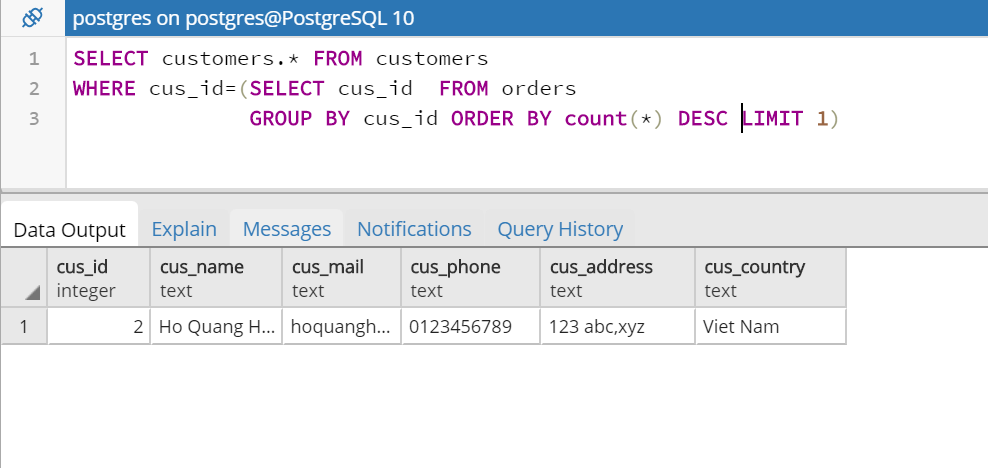 postgres on postgres@PostgreSQL 10
1 SELECT customers.* FROM customers
2 WHERE cus_id=(SELECT cus_id  FROM orders
3 GROUP BY cus_id ORDER BY count(*) DESC LIMIT 1)
Data Output Explain Messages Notifications Query History
cus_id cus_name cus_mail cus_phone cus_address cus_country
integer text text text text text
1 2 Ho Quang H... hoquangh... 0123456789 123 abc,xyz Viet Nam